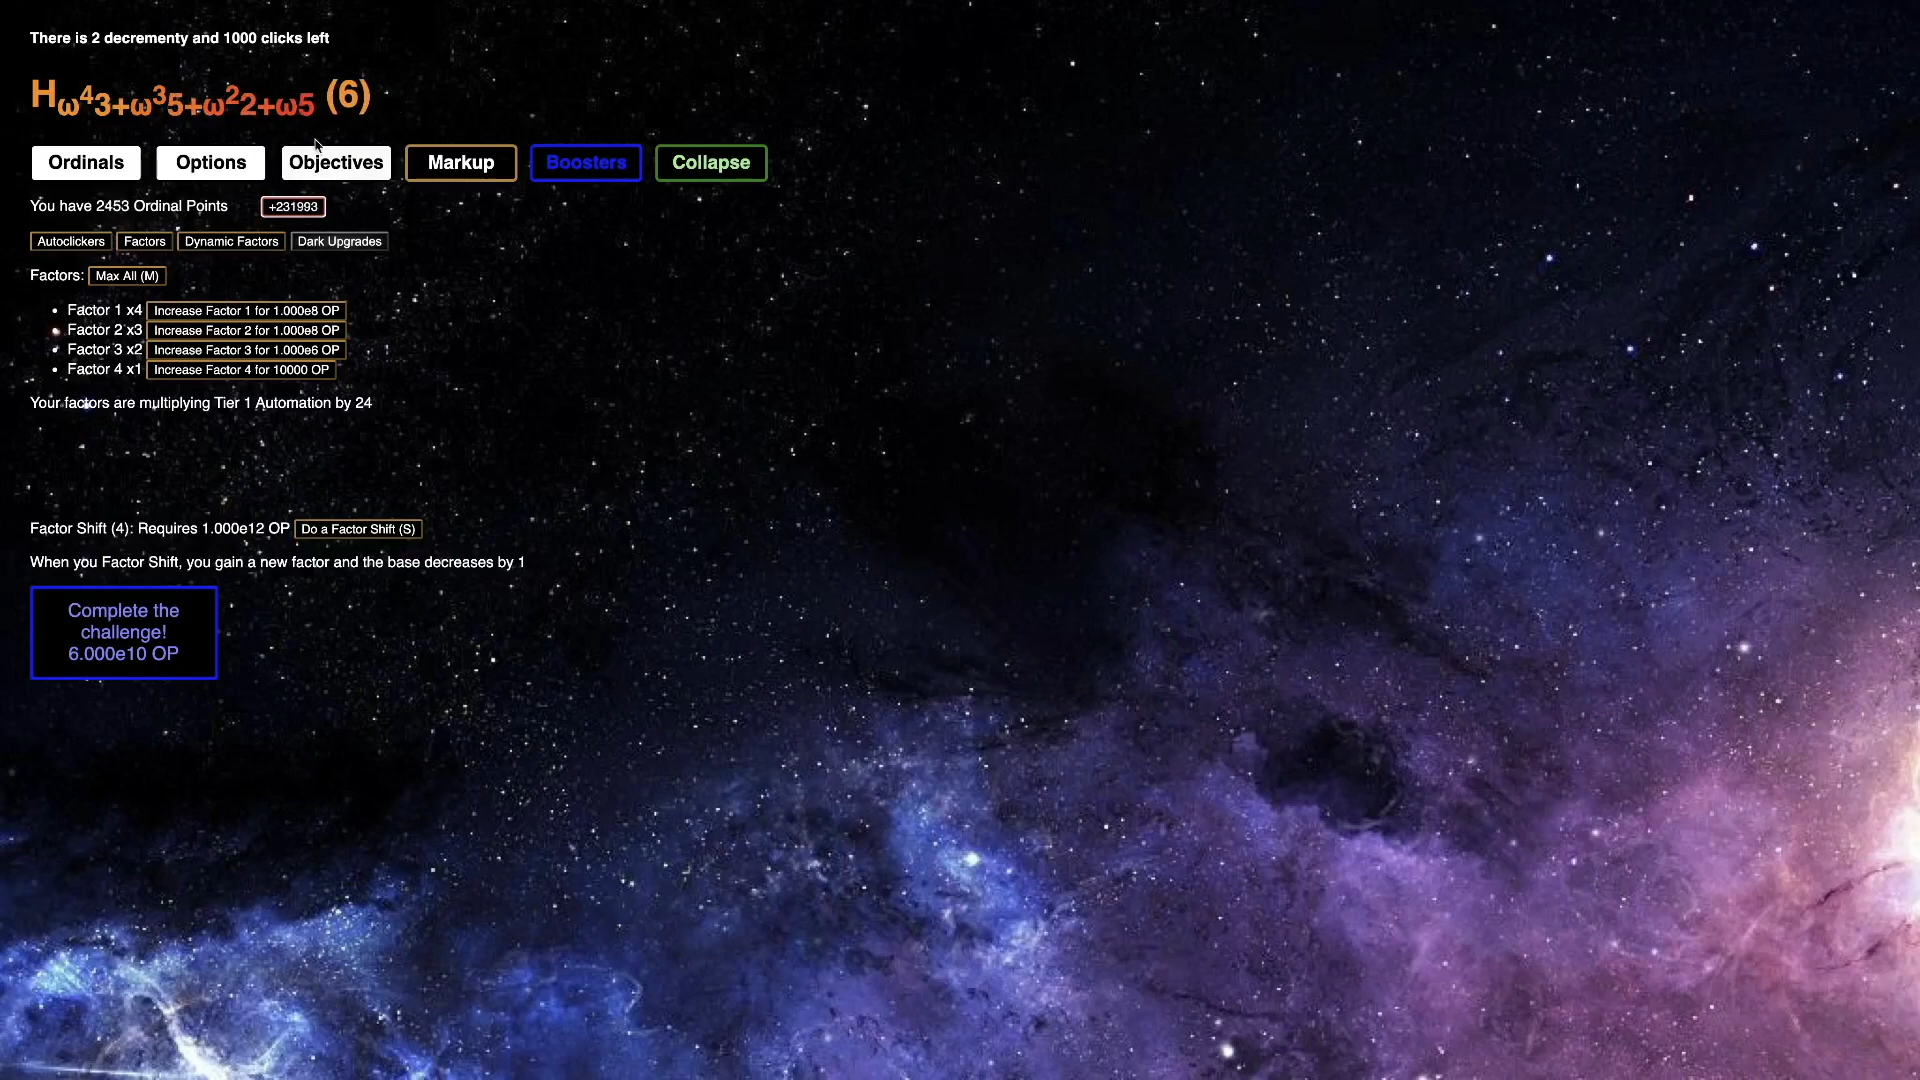 There is 2 decrementy and 1000 clicks left
Hω⁴3+ω³5+ω²2+ω5 (6)
Ordinals Options Objectives Markup Boosters Collapse
You have 2453 Ordinal Points +231993
Autoclickers Factors Dynamic Factors Dark Upgrades
Factors: Max All (M)
• Factor 1 x4 Increase Factor 1 for 1.000e8 OP
• Factor 2 x3 Increase Factor 2 for 1.000e8 OP
• Factor 3 x2 Increase Factor 3 for 1.000e6 OP
• Factor 4 x1 Increase Factor 4 for 10000 OP
Your factors are multiplying Tier 1 Automation by 24
Factor Shift (4): Requires 1.000e12 OP Do a Factor Shift (S)
When you Factor Shift, you gain a new factor and the base decreases by 1
Complete the
challenge!
6.000e10 OP